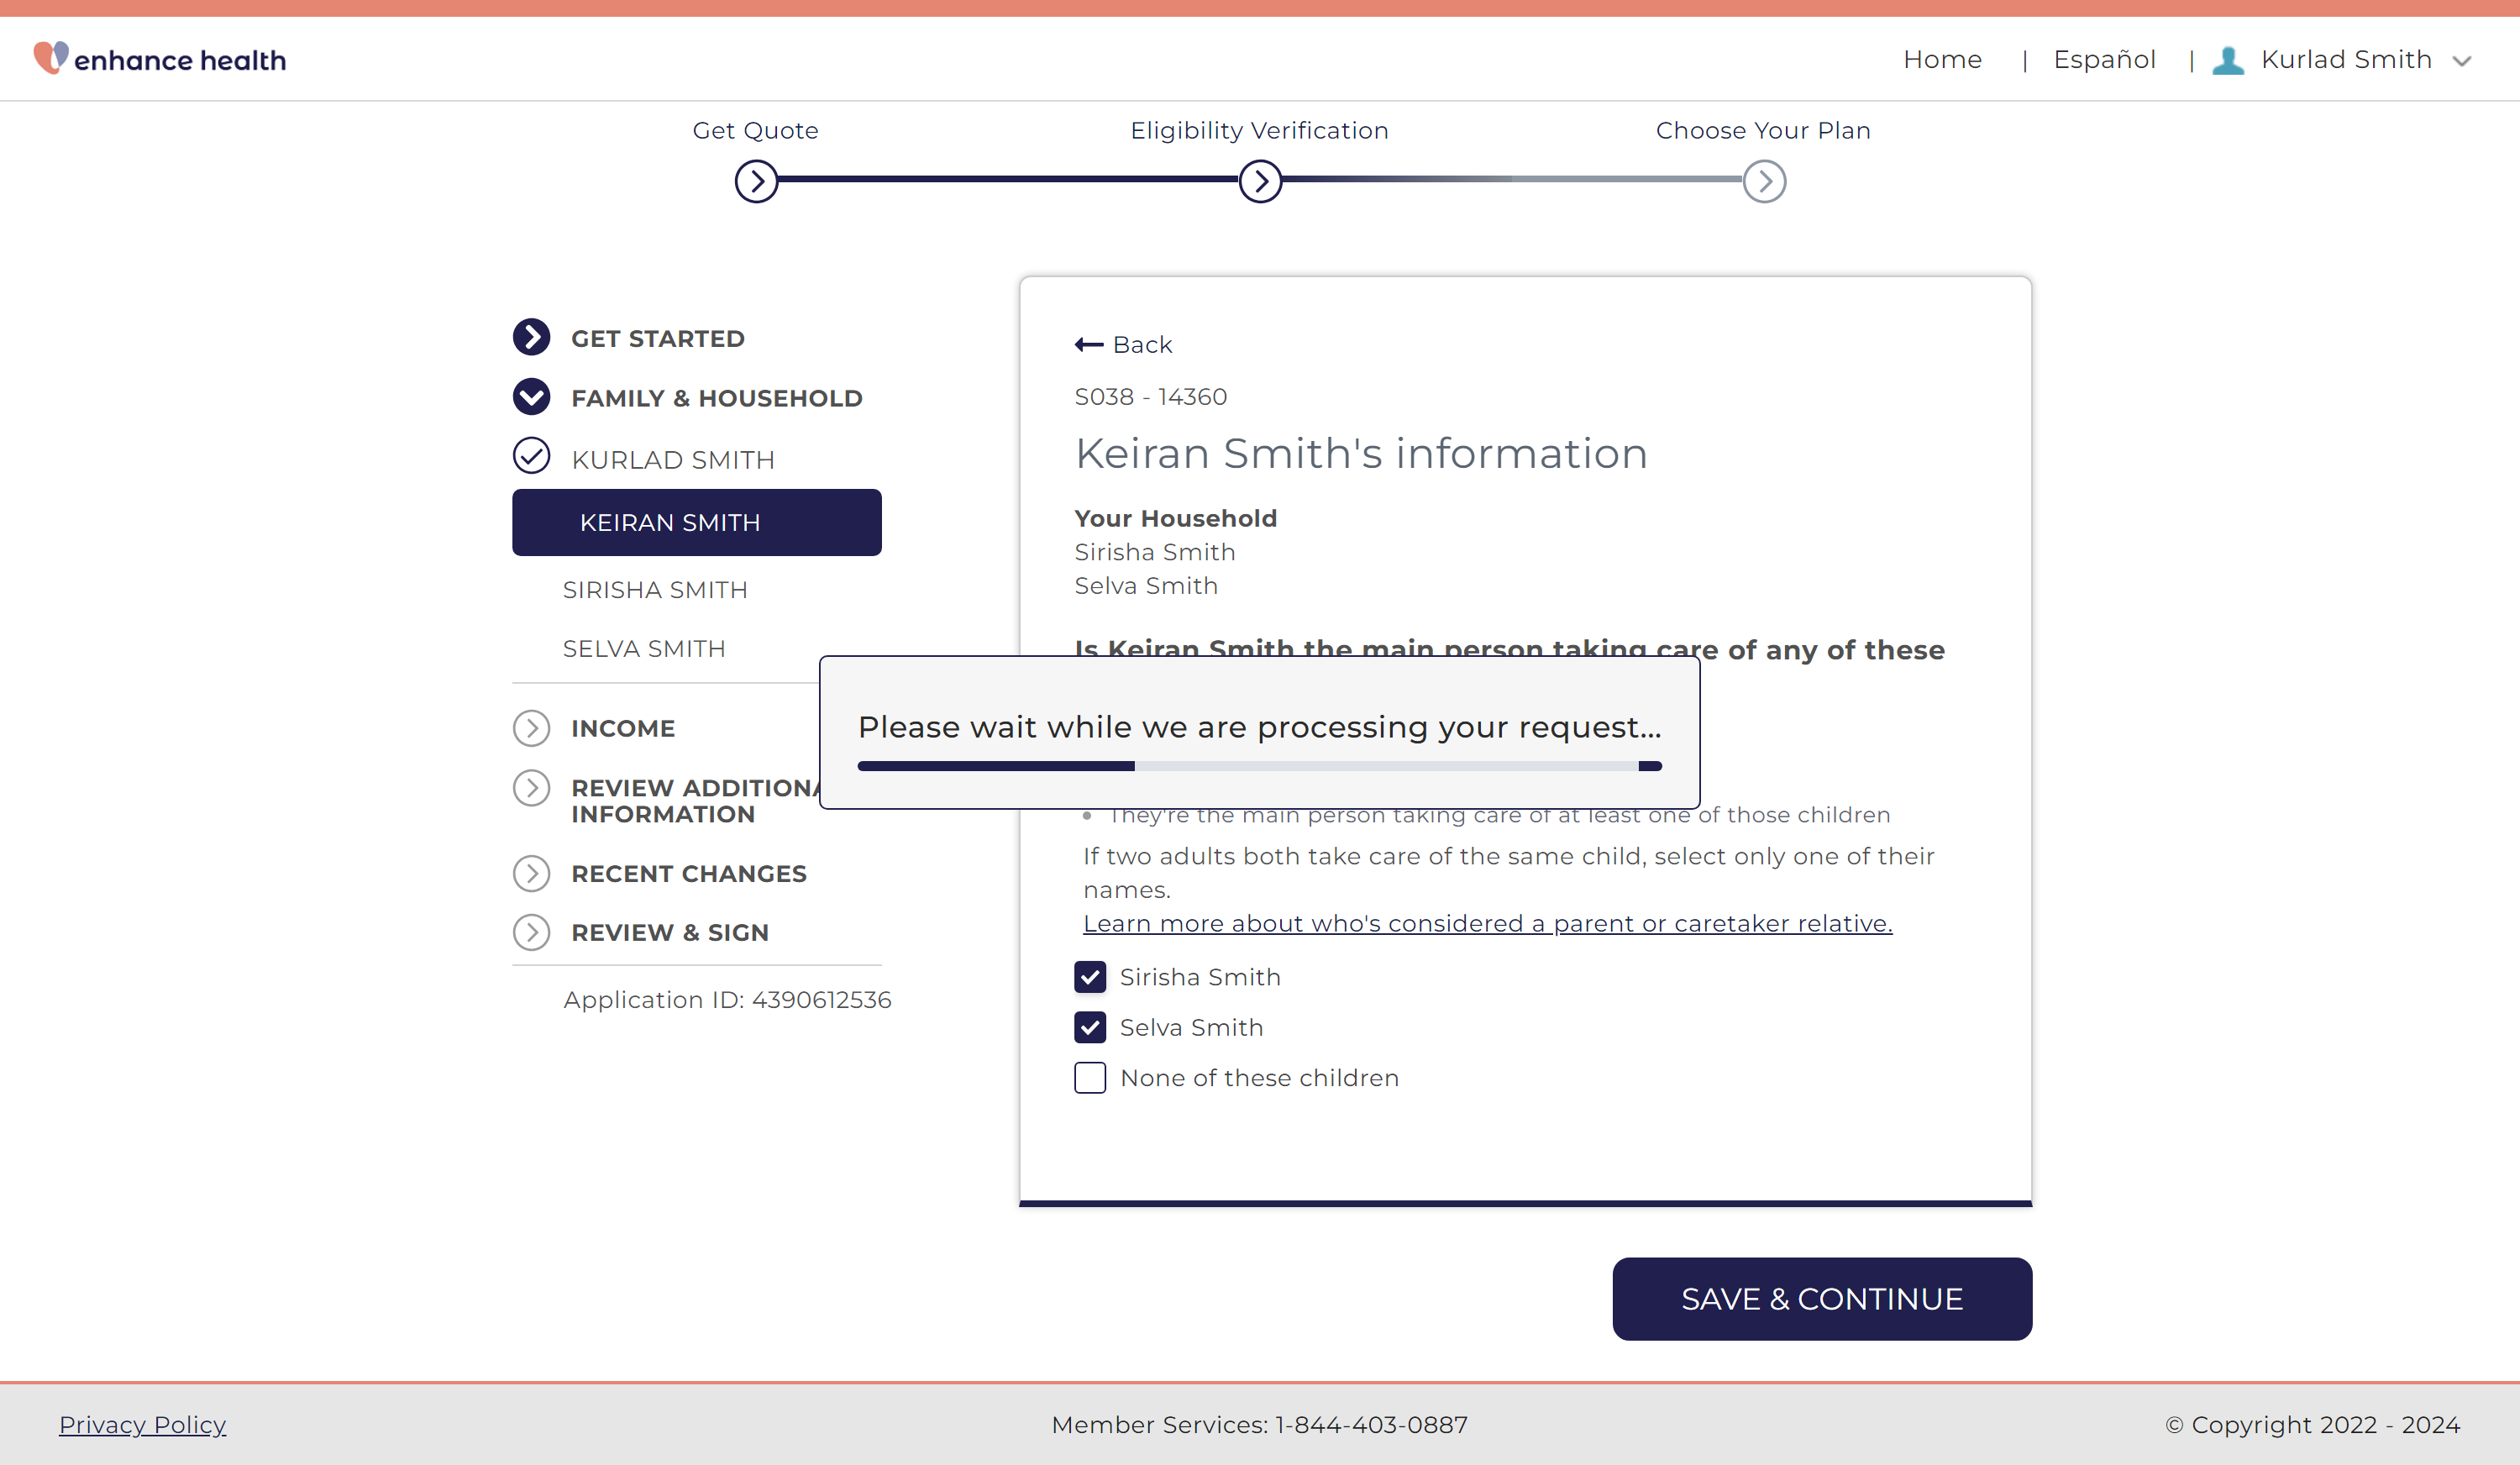 enhance health
Home | Español | Kurlad Smith
Get Quote
Eligibility Verification
Choose Your Plan
GET STARTED
FAMILY & HOUSEHOLD
KURLAD SMITH
KEIRAN SMITH
SIRISHA SMITH
SELVA SMITH
INCOME
REVIEW ADDITIONA
INFORMATION
RECENT CHANGES
REVIEW & SIGN
Application ID: 4390612536
Back
S038 - 14360
Keiran Smith's information
Your Household
Sirisha Smith
Selva Smith
Is Keiran Smith the main person taking care of any of these
Please wait while we are processing your request...
They're the main person taking care of at least one of those children
If two adults both take care of the same child, select only one of their
names.
Learn more about who's considered a parent or caretaker relative.
Sirisha Smith
Selva Smith
None of these children
SAVE & CONTINUE
Privacy Policy
Member Services: 1-844-403-0887
© Copyright 2022 - 2024